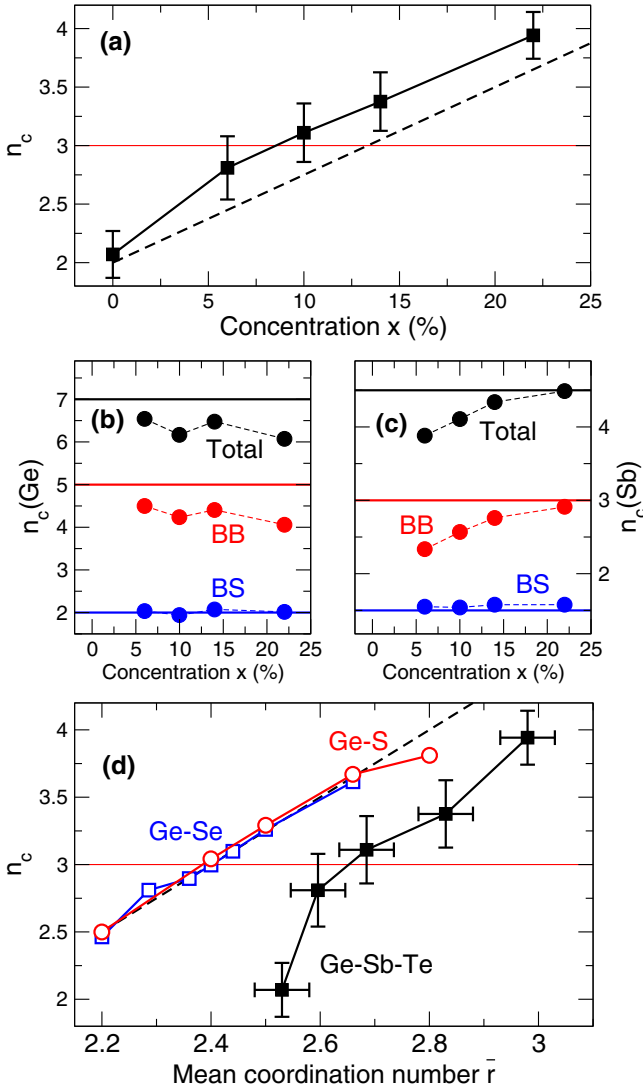 (a)
4
3.5
3
2.5
2
n_c
0 5 10 15 20 25
Concentration x (%)
(b)
7
6
5
4
3
2
n_c(Ge)
Total
BB
BS
0 5 10 15 20 25
Concentration x (%)
(c)
Total
BB
BS
4.5
3
1.5
n_c(Sb)
0 5 10 15 20 25
Concentration x (%)
(d)
4
3.5
3
2.5
2
n_c
Ge-S
Ge-Se
Ge-Sb-Te
2.2 2.4 2.6 2.8 3
Mean coordination number r̄